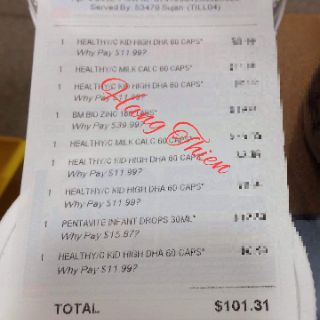 Served By: 53479 Sujan (TILL04)
1 HEALTHY/C KID HIGH DHA 60 CAPS*
Why Pay $11.99?
1 HEALTHY/C MILK CALC 60 CAPS*
1 HEALTHY/C KID HIGH DHA 60 CAPS*
Why Pay $11.99?
1 BM BIO ZINC CAPS*
Why Pay $39.99?
1 HEALTHY/C MILK CALC 60 CAPS*
1 HEALTHY/C KID HIGH DHA 60 CAPS*
Why Pay $11.99?
1 HEALTHY/C KID HIGH DHA 60 CAPS*
Why Pay $11.99?
1 PENTAVITE INFANT DROPS 30ML*
Why Pay $15.87?
1 HEALTHY/C KID HIGH DHA 60 CAPS*
Why Pay $11.99?
TOTAL $101.31
Hong Thien